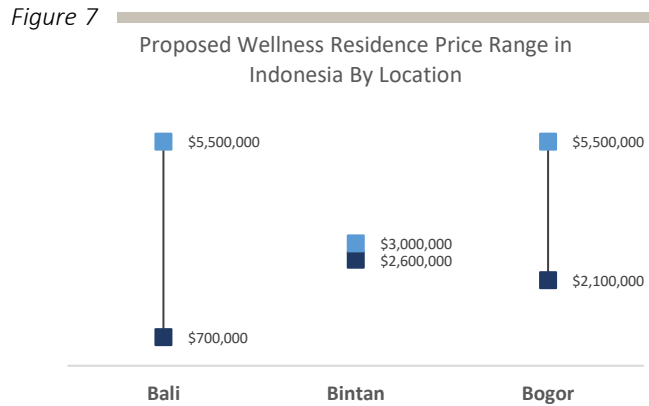 Figure 7
Proposed Wellness Residence Price Range in
Indonesia By Location
$5,500,000
$5,500,000
$3,000,000
$2,600,000
$2,100,000
$700,000
Bali
Bintan
Bogor